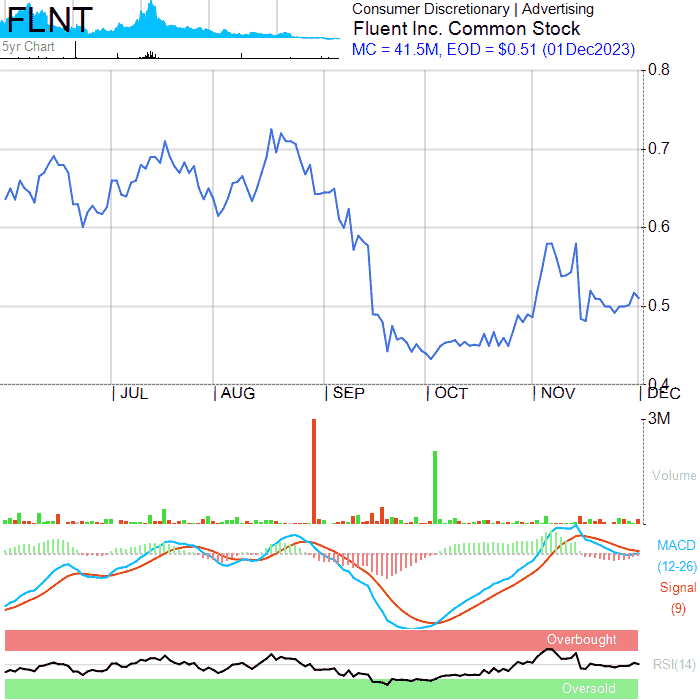 FLNT
5yr Chart
Consumer Discretionary | Advertising
Fluent Inc. Common Stock
MC = 41.5M, EOD = $0.51 (01Dec2023)
0.8
0.7
0.6
0.5
0.4
JUL AUG SEP OCT NOV DEC
3M
Volume
MACD
(12-26)
Signal
(9)
Overbought
RSI(14)
Oversold